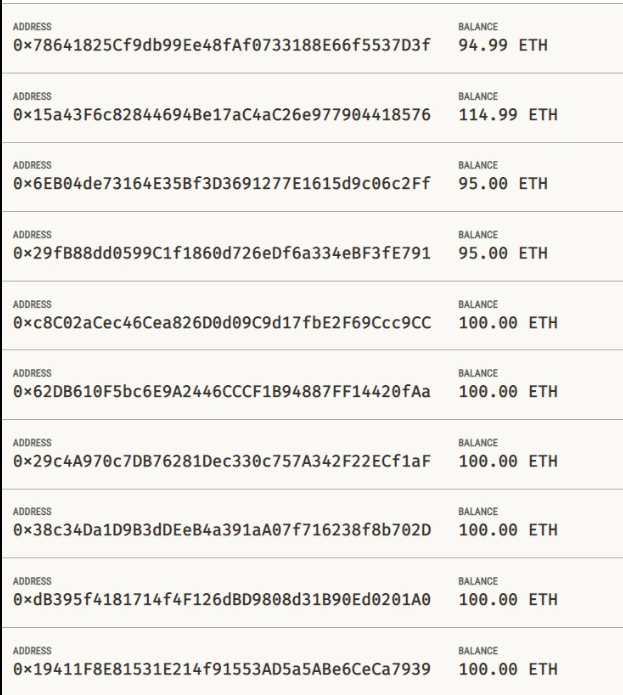 ADDRESS BALANCE
0x78641825Cf9db99Ee48fAf0733188E66f5537D3f 94.99 ETH
ADDRESS BALANCE
0x15a43F6c82844694Be17aC4aC26e977904418576 114.99 ETH
ADDRESS BALANCE
0x6EB04de73164E35Bf3D3691277E1615d9c06c2Ff 95.00 ETH
ADDRESS BALANCE
0x29fB88dd0599C1f1860d726eDf6a334eBF3fE791 95.00 ETH
ADDRESS BALANCE
0xc8C02aCec46Cea826D0d09C9d17fbE2F69Ccc9CC 100.00 ETH
ADDRESS BALANCE
0x62DB610F5bc6E9A2446CCCF1B94887FF14420fAa 100.00 ETH
ADDRESS BALANCE
0x29c4A970c7DB76281Dec330c757A342F22ECf1aF 100.00 ETH
ADDRESS BALANCE
0x38c34Da1D9B3dDEeB4a391aA07f716238f8b702D 100.00 ETH
ADDRESS BALANCE
0xdB395f4181714f4F126dBD9808d31B90Ed0201A0 100.00 ETH
ADDRESS BALANCE
0x19411F8E81531E214f91553AD5a5ABe6CeCa7939 100.00 ETH